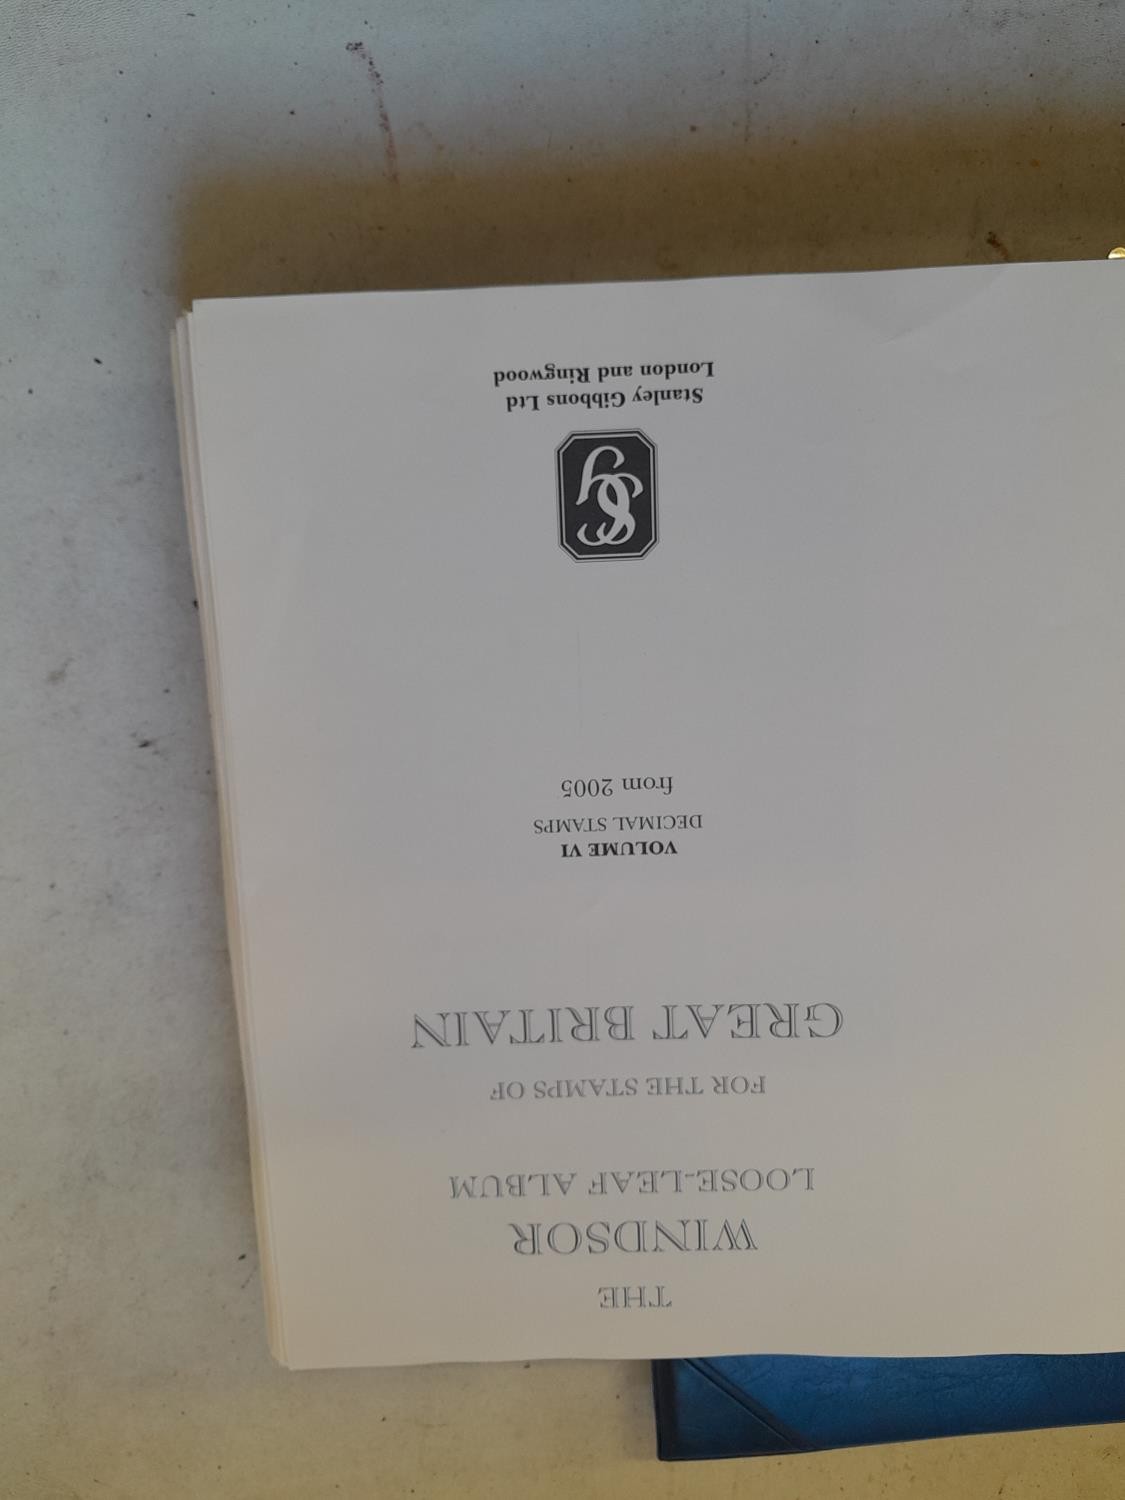 THE
WINDSOR
LOOSE-LEAF ALBUM
FOR THE STAMPS OF
GREAT BRITAIN
VOLUME VI
DECIMAL STAMPS
from 2005
SG
Stanley Gibbons Ltd
London and Ringwood